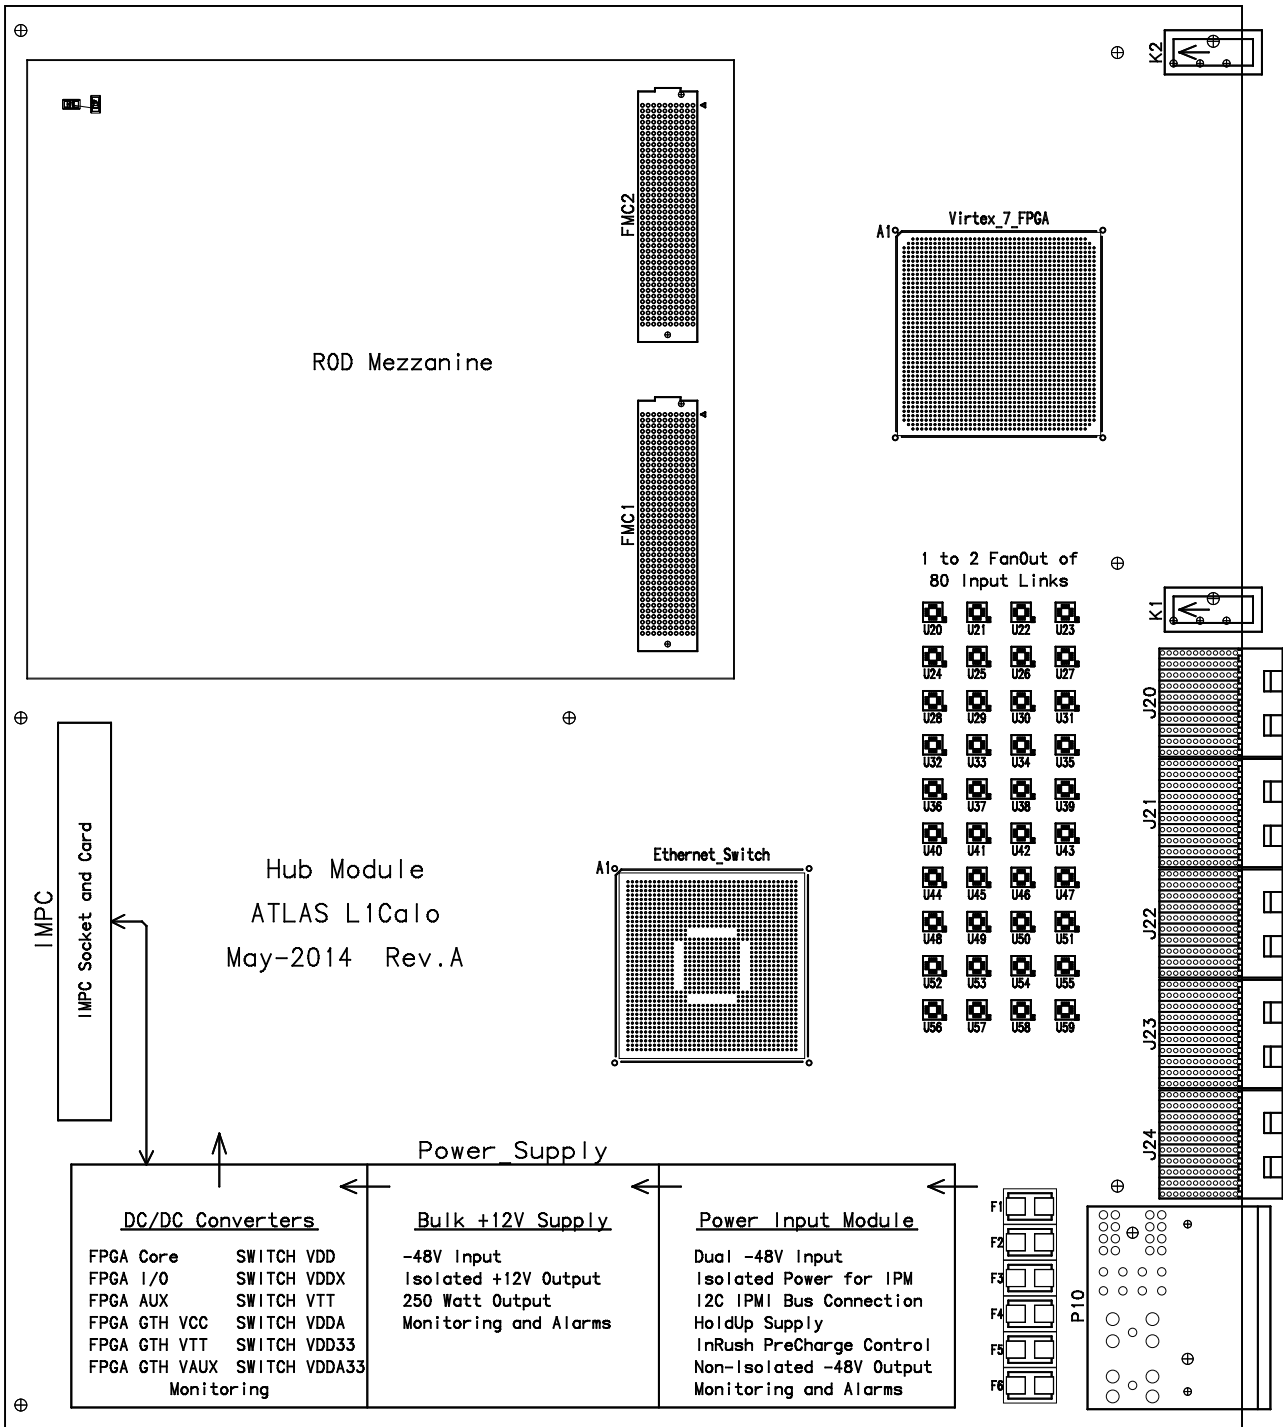 K2
FMC2
Virtex_7_FPGA
A1
ROD Mezzanine
FMC1
1 to 2 FanOut of
80 Input Links
K1
U20 U21 U22 U23
U24 U25 U26 U27
U28 U29 U30 U31
U32 U33 U34 U35
U36 U37 U38 U39
U40 U41 U42 U43
U44 U45 U46 U47
U48 U49 U50 U51
U52 U53 U54 U55
U56 U57 U58 U59
J20
J21
J22
J23
J24
IMPC
IMPC Socket and Card
Hub Module
ATLAS L1Calo
May-2014 Rev.A
Ethernet_Switch
A1
Power_Supply
DC/DC Converters
FPGA Core SWITCH VDD
FPGA I/O SWITCH VDDX
FPGA AUX SWITCH VTT
FPGA GTH VCC SWITCH VDDA
FPGA GTH VTT SWITCH VDD33
FPGA GTH VAUX SWITCH VDDA33
Monitoring
Bulk +12V Supply
-48V Input
Isolated +12V Output
250 Watt Output
Monitoring and Alarms
Power Input Module
Dual -48V Input
Isolated Power for IPM
I2C IPMI Bus Connection
HoldUp Supply
InRush PreCharge Control
Non-Isolated -48V Output
Monitoring and Alarms
F1
F2
F3
F4
F5
F6
P10